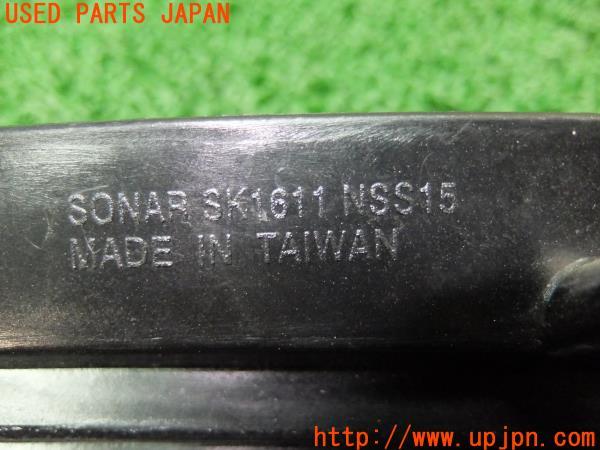 USED PARTS JAPAN
SONAR SK1611 NSS15
MADE IN TAIWAN
http://www.upjpn.com/